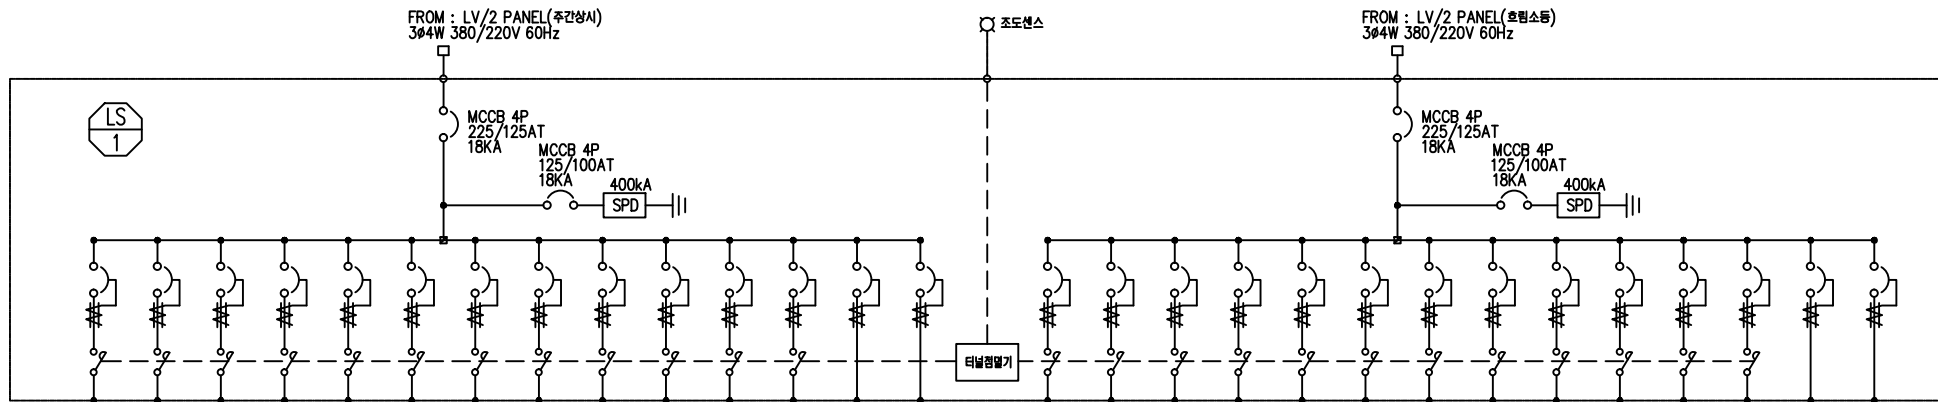 FROM : LV/2 PANEL(주간상시)
3ø4W 380/220V 60Hz
조도센스
FROM : LV/2 PANEL(흐림소등)
3ø4W 380/220V 60Hz
LS
1
MCCB 4P
225/125AT
18KA
MCCB 4P
125/100AT
18KA
400kA
SPD
MCCB 4P
225/125AT
18KA
MCCB 4P
125/100AT
18KA
400kA
SPD
터널점멸기